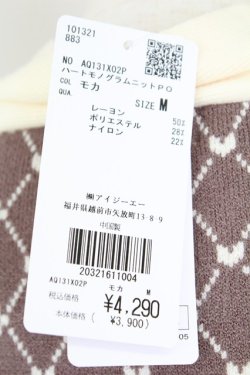 101321
883
NO AQ131X02P
ハートモノグラムニットPO
COL モカ
QUA SIZE M
レーヨン 50%
ポリエステル 28%
ナイロン 22%
㈱アイジーエー
福井県越前市矢放町13-8-9
中国製
20321611004
AQ131X02P モカ M
税込価格 ¥4,290
本体価格 ( ¥3,900)
05